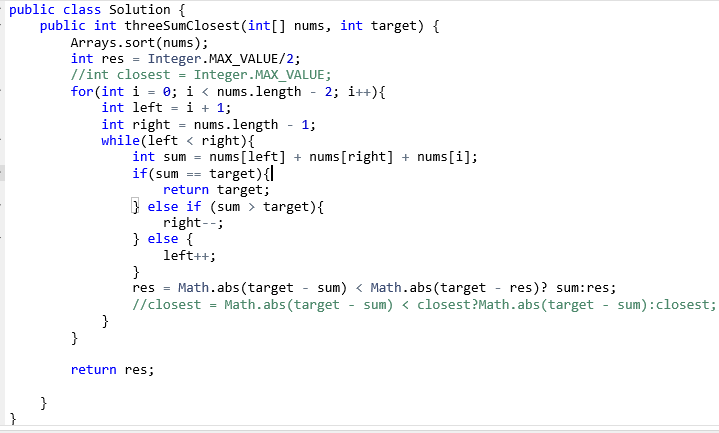 public class Solution {
    public int threeSumClosest(int[] nums, int target) {
        Arrays.sort(nums);
        int res = Integer.MAX_VALUE/2;
        //int closest = Integer.MAX_VALUE;
        for(int i = 0; i < nums.length - 2; i++){
            int left = i + 1;
            int right = nums.length - 1;
            while(left < right){
                int sum = nums[left] + nums[right] + nums[i];
                if(sum == target){
                    return target;
                } else if (sum > target){
                    right--;
                } else {
                    left++;
                }
                res = Math.abs(target - sum) < Math.abs(target - res)? sum:res;
                //closest = Math.abs(target - sum) < closest?Math.abs(target - sum):closest;
            }
        }
        return res;
    }
}